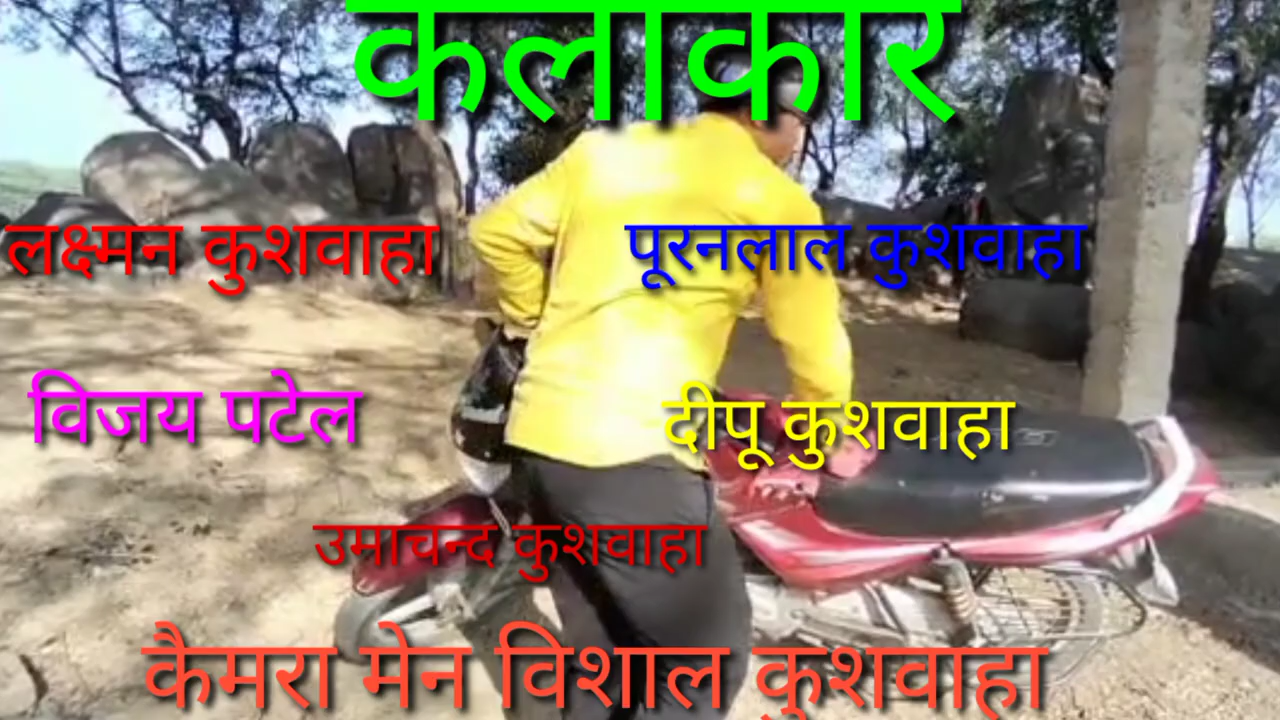 कलाकार
लक्ष्मन कुशवाहा
पूरनलाल कुशवाहा
विजय पटेल
दीपू कुशवाहा
उमाचन्द कुशवाहा
कैमरा मेन विशाल कुशवाहा